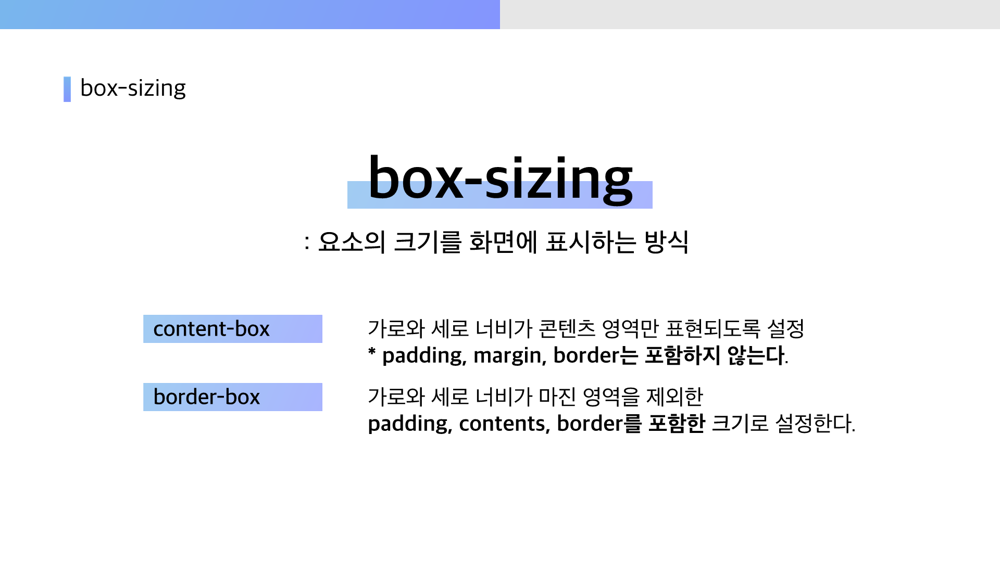 box-sizing
box-sizing
: 요소의 크기를 화면에 표시하는 방식
content-box
가로와 세로 너비가 콘텐츠 영역만 표현되도록 설정
* padding, margin, border는 포함하지 않는다.
border-box
가로와 세로 너비가 마진 영역을 제외한
padding, contents, border를 포함한 크기로 설정한다.